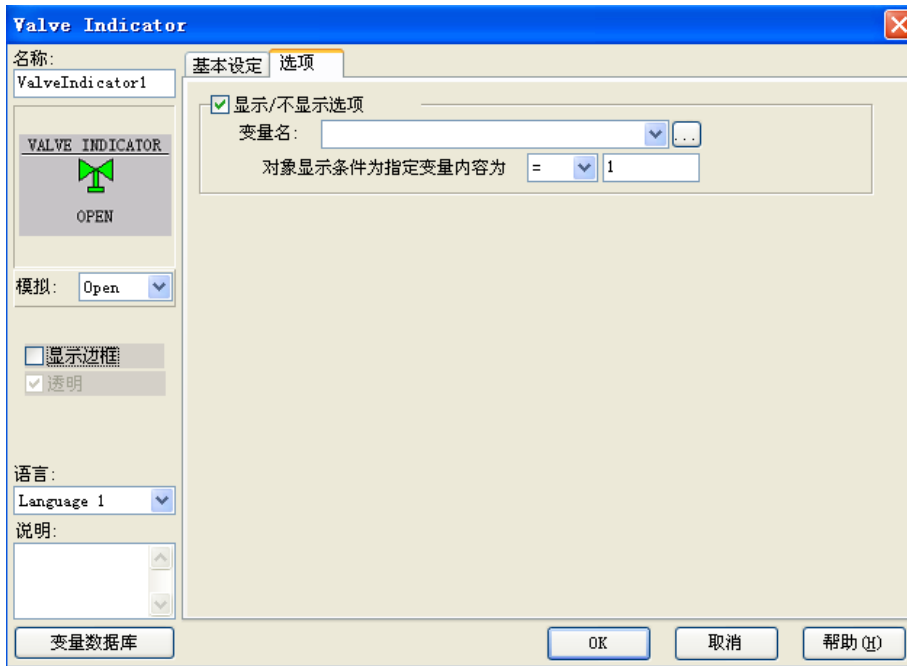 Valve Indicator
名称:
ValveIndicator1
VALVE INDICATOR
OPEN
模拟: Open
显示边框
透明
语言:
Language 1
说明:
变量数据库
基本设定 选项
显示/不显示选项
变量名: ...
对象显示条件为指定变量内容为 = 1
OK 取消 帮助(H)